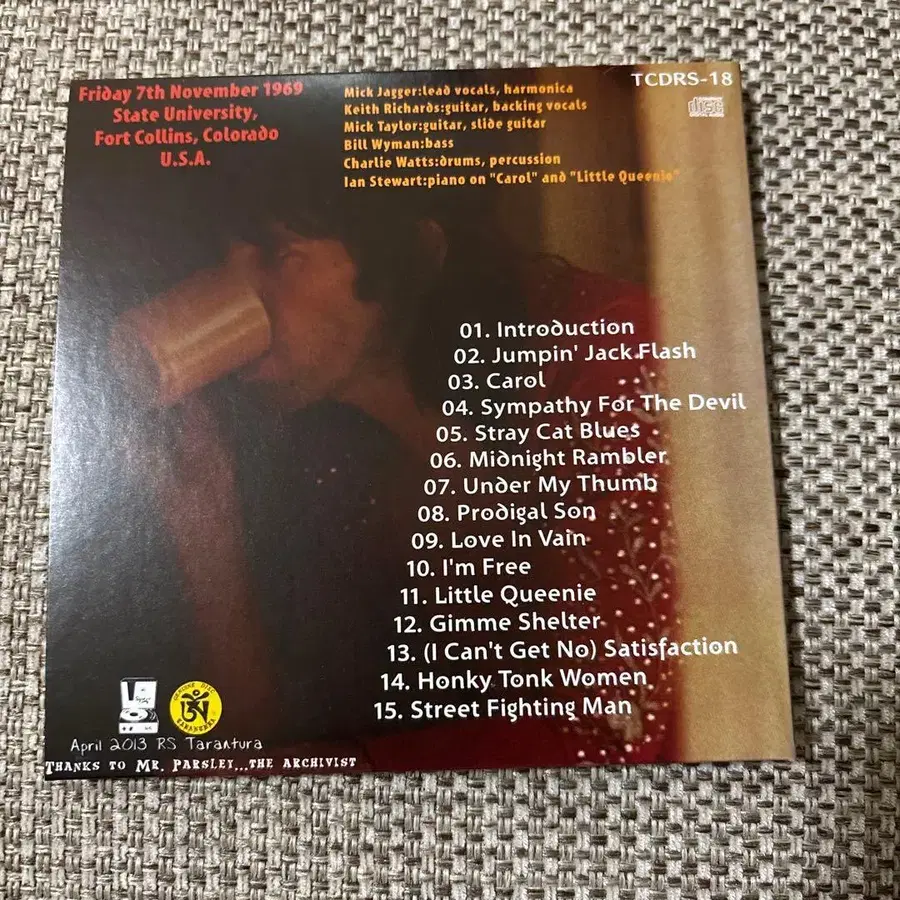 Friday 7th November 1969
State University,
Fort Collins, Colorado
U.S.A.
Mick Jagger:lead vocals, harmonica
Keith Richards:guitar, backing vocals
Mick Taylor:guitar, slide guitar
Bill Wyman:bass
Charlie Watts:drums, percussion
Ian Stewart:piano on "Carol" and "Little Queenie"
TCDRS-18
disc
01. Introduction
02. Jumpin' Jack Flash
03. Carol
04. Sympathy For The Devil
05. Stray Cat Blues
06. Midnight Rambler
07. Under My Thumb
08. Prodigal Son
09. Love In Vain
10. I'm Free
11. Little Queenie
12. Gimme Shelter
13. (I Can't Get No) Satisfaction
14. Honky Tonk Women
15. Street Fighting Man
April 2013 RS Tarantura
THANKS TO MR. PARSLEY...THE ARCHIVIST